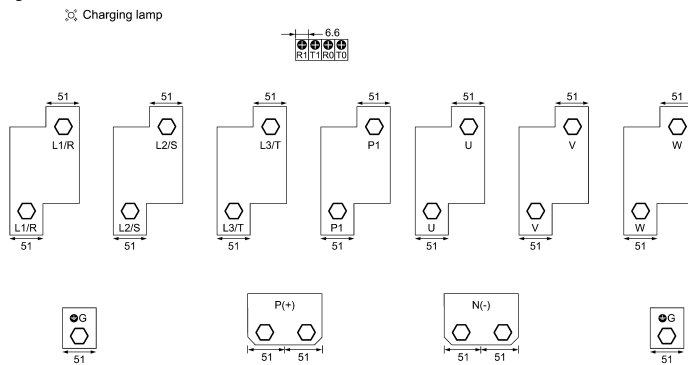 Charging lamp
6.6
R1 T1 R0 T0
51 51 51 51 51 51 51
L1/R L2/S L3/T P1 U V W
L1/R L2/S L3/T P1 U V W
51 51 51 51 51 51 51
G P(+) N(-) G
51 51 51 51 51 51